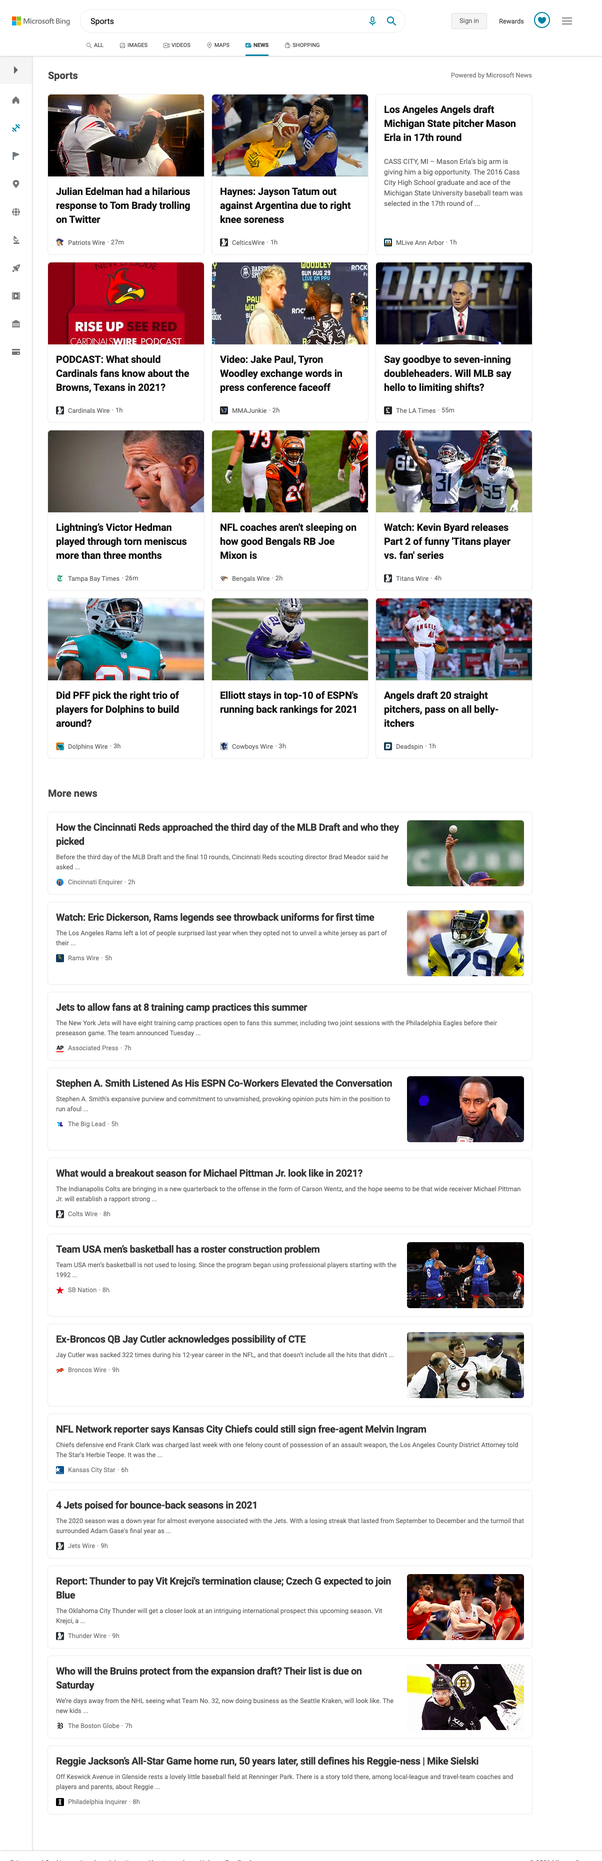 Microsoft Bing
Sports
Sign in
Rewards
ALL
IMAGES
VIDEOS
MAPS
NEWS
SHOPPING
Sports
Powered by Microsoft News
Julian Edelman had a hilarious
response to Tom Brady trolling
on Twitter
Patriots Wire · 27m
Haynes: Jayson Tatum out
against Argentina due to right
knee soreness
CelticsWire · 1h
Los Angeles Angels draft
Michigan State pitcher Mason
Erla in 17th round
CASS CITY, MI – Mason Erla's big arm is
giving him a big opportunity. The 2016 Cass
City High School graduate and ace of the
Michigan State University baseball team was
selected in the 17th round of ...
MLive Ann Arbor · 1h
RISE UP SEE RED
CARDINALSWIRE PODCAST
PODCAST: What should
Cardinals fans know about the
Browns, Texans in 2021?
Cardinals Wire · 1h
SUN AUG 29
LIVE ON PPV
Video: Jake Paul, Tyron
Woodley exchange words in
press conference faceoff
MMAJunkie · 2h
DRAFT
Say goodbye to seven-inning
doubleheaders. Will MLB say
hello to limiting shifts?
The LA Times · 55m
Lightning's Victor Hedman
played through torn meniscus
more than three months
Tampa Bay Times · 26m
73
NFL coaches aren't sleeping on
how good Bengals RB Joe
Mixon is
Bengals Wire · 2h
60
31
55
Watch: Kevin Byard releases
Part 2 of funny 'Titans player
vs. fan' series
Titans Wire · 4h
Did PFF pick the right trio of
players for Dolphins to build
around?
Dolphins Wire · 3h
21
Elliott stays in top-10 of ESPN's
running back rankings for 2021
Cowboys Wire · 3h
ANGELS
Angels draft 20 straight
pitchers, pass on all belly-
itchers
Deadspin · 1h
More news
How the Cincinnati Reds approached the third day of the MLB Draft and who they
picked
Before the third day of the MLB Draft and the final 10 rounds, Cincinnati Reds scouting director Brad Meador said he
asked ...
Cincinnati Enquirer · 2h
Watch: Eric Dickerson, Rams legends see throwback uniforms for first time
The Los Angeles Rams left a lot of people surprised last year when they opted not to unveil a white jersey as part of
their ...
Rams Wire · 5h
29
Jets to allow fans at 8 training camp practices this summer
The New York Jets will have eight training camp practices open to fans this summer, including two joint sessions with the Philadelphia Eagles before their
preseason game. The team announced Tuesday ...
AP Associated Press · 7h
Stephen A. Smith Listened As His ESPN Co-Workers Elevated the Conversation
Stephen A. Smith's expansive purview and commitment to unvarnished, provoking opinion puts him in the position to
run afoul ...
The Big Lead · 5h
What would a breakout season for Michael Pittman Jr. look like in 2021?
The Indianapolis Colts are bringing in a new quarterback to the offense in the form of Carson Wentz, and the hope seems to be that wide receiver Michael Pittman
Jr. will establish a rapport strong ...
Colts Wire · 8h
Team USA men's basketball has a roster construction problem
Team USA men's basketball is not used to losing. Since the program began using professional players starting with the
1992 ...
SB Nation · 8h
Ex-Broncos QB Jay Cutler acknowledges possibility of CTE
Jay Cutler was sacked 322 times during his 12-year career in the NFL, and that doesn't include all the hits that didn't ...
Broncos Wire · 9h
6
NFL Network reporter says Kansas City Chiefs could still sign free-agent Melvin Ingram
Chiefs defensive end Frank Clark was charged last week with one felony count of possession of an assault weapon, the Los Angeles County District Attorney told
The Star's Herbie Teope. It was the ...
Kansas City Star · 6h
4 Jets poised for bounce-back seasons in 2021
The 2020 season was a down year for almost everyone associated with the Jets. With a losing streak that lasted from September to December and the turmoil that
surrounded Adam Gase's final year as ...
Jets Wire · 9h
Report: Thunder to pay Vit Krejci's termination clause; Czech G expected to join
Blue
The Oklahoma City Thunder will get a closer look at an intriguing international prospect this upcoming season. Vit
Krejci, a ...
Thunder Wire · 9h
Who will the Bruins protect from the expansion draft? Their list is due on
Saturday
We're days away from the NHL seeing what Team No. 32, now doing business as the Seattle Kraken, will look like. The
new kids ...
The Boston Globe · 7h
Reggie Jackson's All-Star Game home run, 50 years later, still defines his Reggie-ness | Mike Sielski
Off Keswick Avenue in Glenside rests a lovely little baseball field at Renninger Park. There is a story told there, among local-league and travel-team coaches and
players and parents, about Reggie ...
Philadelphia Inquirer · 8h